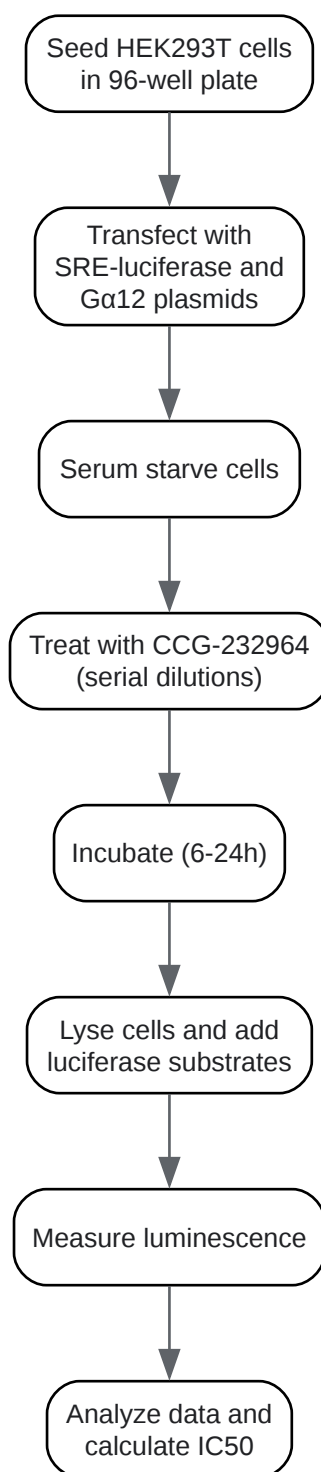 Seed HEK293T cells
in 96-well plate
Transfect with
SRE-luciferase and
Gα12 plasmids
Serum starve cells
Treat with CCG-232964
(serial dilutions)
Incubate (6-24h)
Lyse cells and add
luciferase substrates
Measure luminescence
Analyze data and
calculate IC50